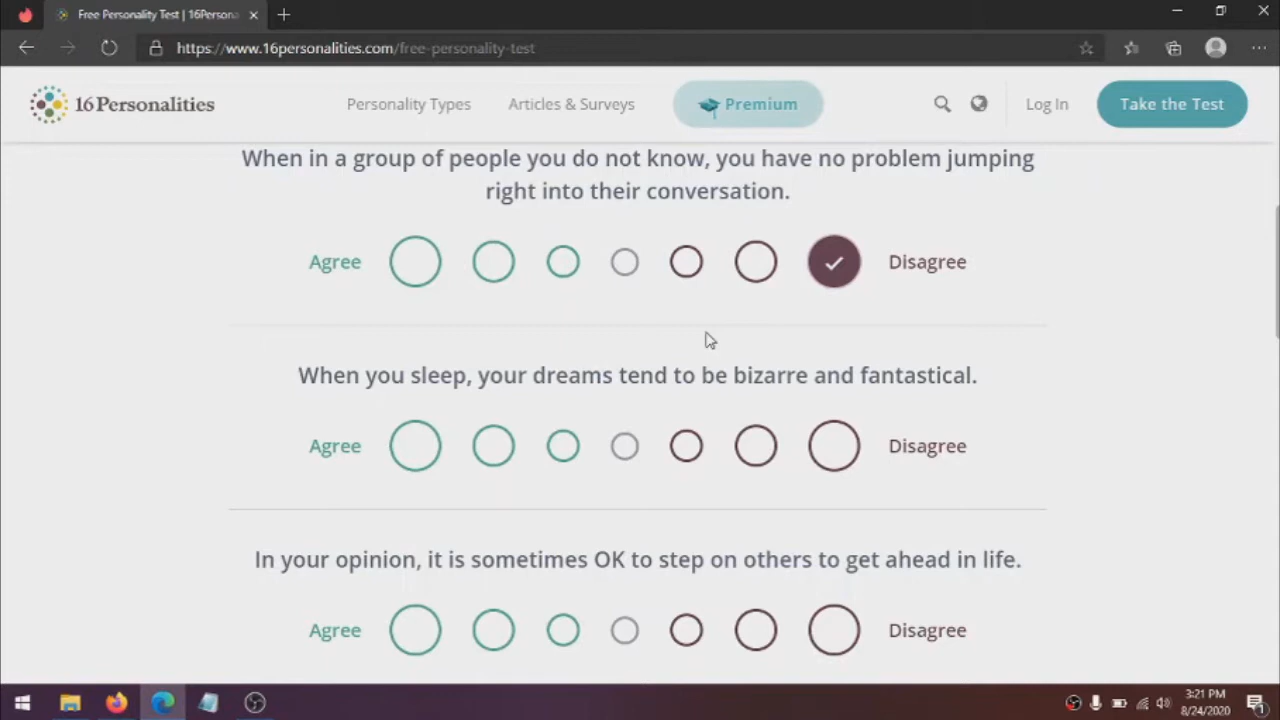 Free Personality Test | 16Persona
https://www.16personalities.com/free-personality-test
16Personalities
Personality Types
Articles & Surveys
Premium
Log In
Take the Test
When in a group of people you do not know, you have no problem jumping
right into their conversation.
Agree
Disagree
When you sleep, your dreams tend to be bizarre and fantastical.
Agree
Disagree
In your opinion, it is sometimes OK to step on others to get ahead in life.
Agree
Disagree
3:21 PM
8/24/2020
1